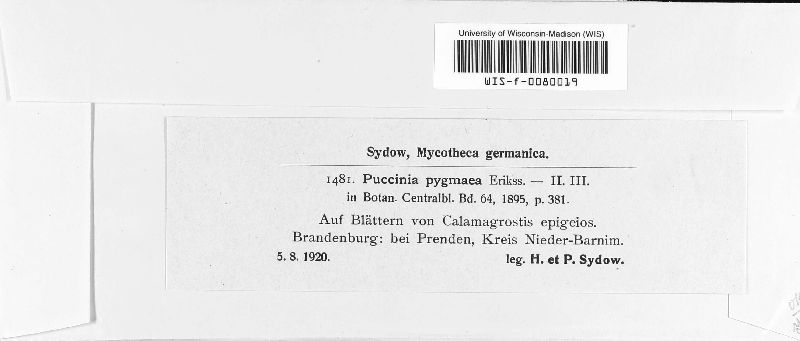 University of Wisconsin-Madison (WIS)
WIS-f-0080019
Sydow, Mycotheca germanica.
1481. Puccinia pygmaea Erikss. — II. III.
in Botan. Centralbl. Bd. 64, 1895, p. 381.
Auf Blättern von Calamagrostis epigeios.
Brandenburg: bei Prenden, Kreis Nieder-Barnim.
5. 8. 1920. leg. H. et P. Sydow.